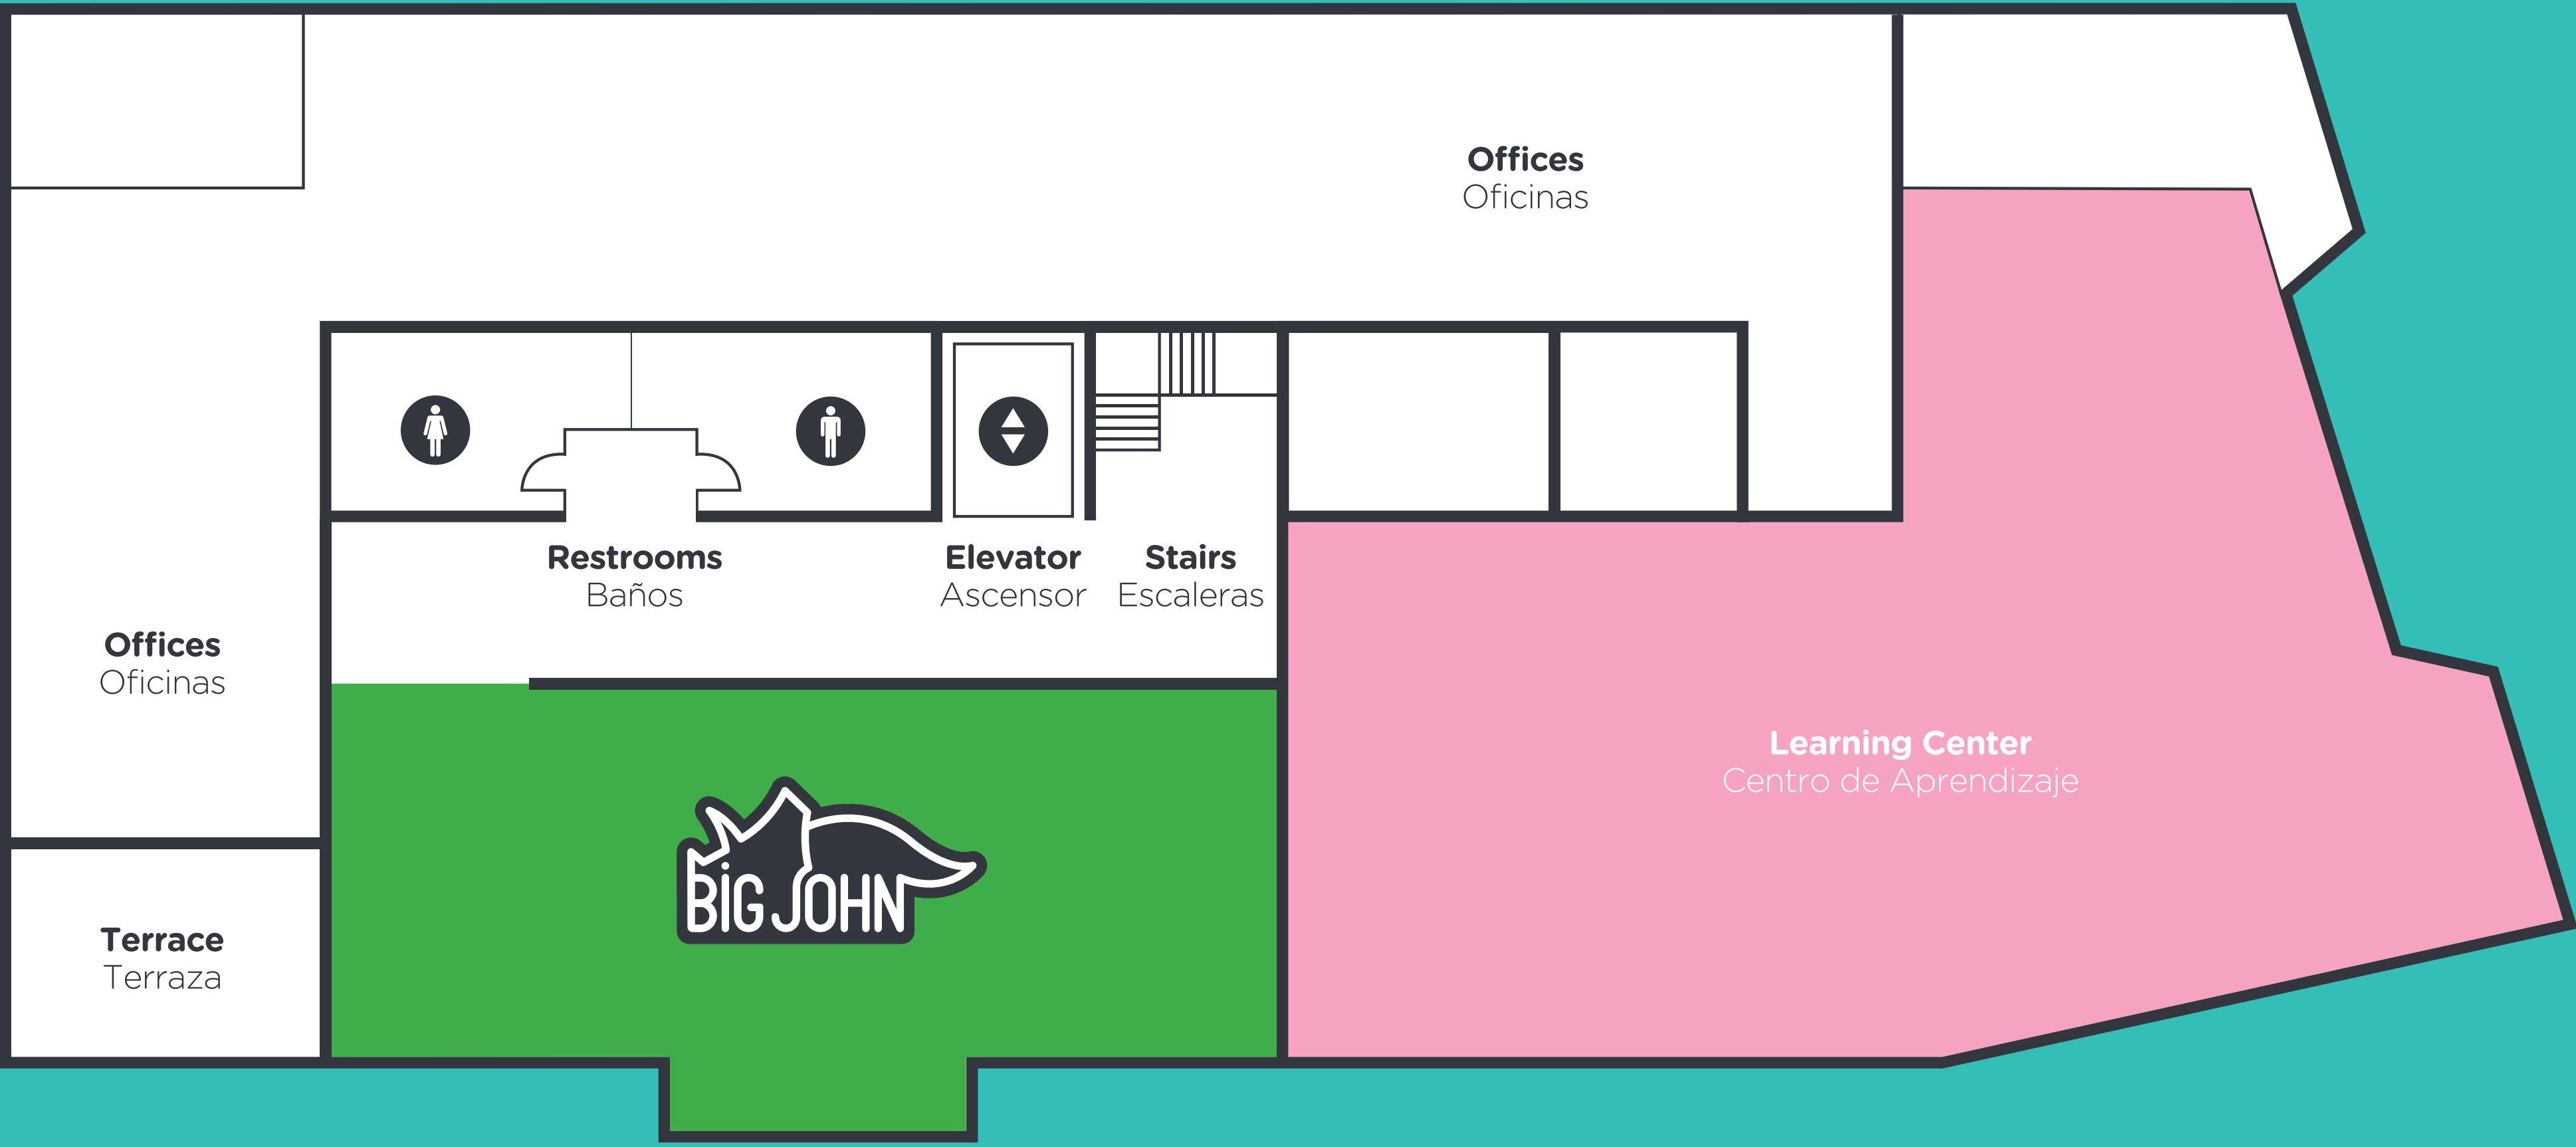 Offices
Oficinas
Restrooms
Baños
Elevator
Ascensor
Stairs
Escaleras
Offices
Oficinas
Learning Center
Centro de Aprendizaje
BiG JOHN
Terrace
Terraza